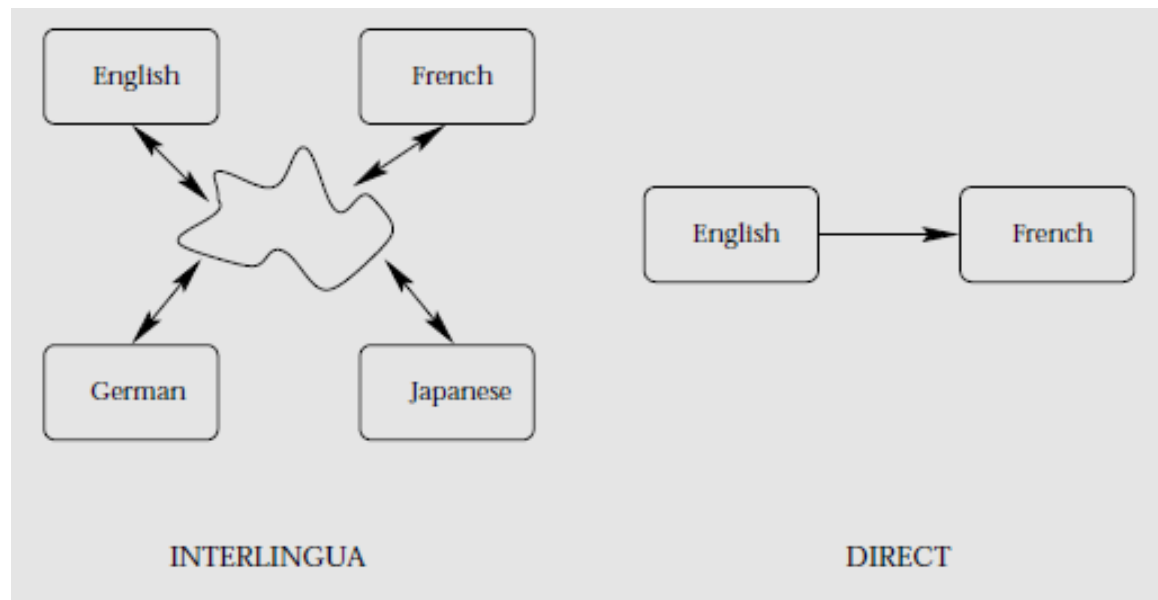 English
French
English
French
German
Japanese
INTERLINGUA
DIRECT